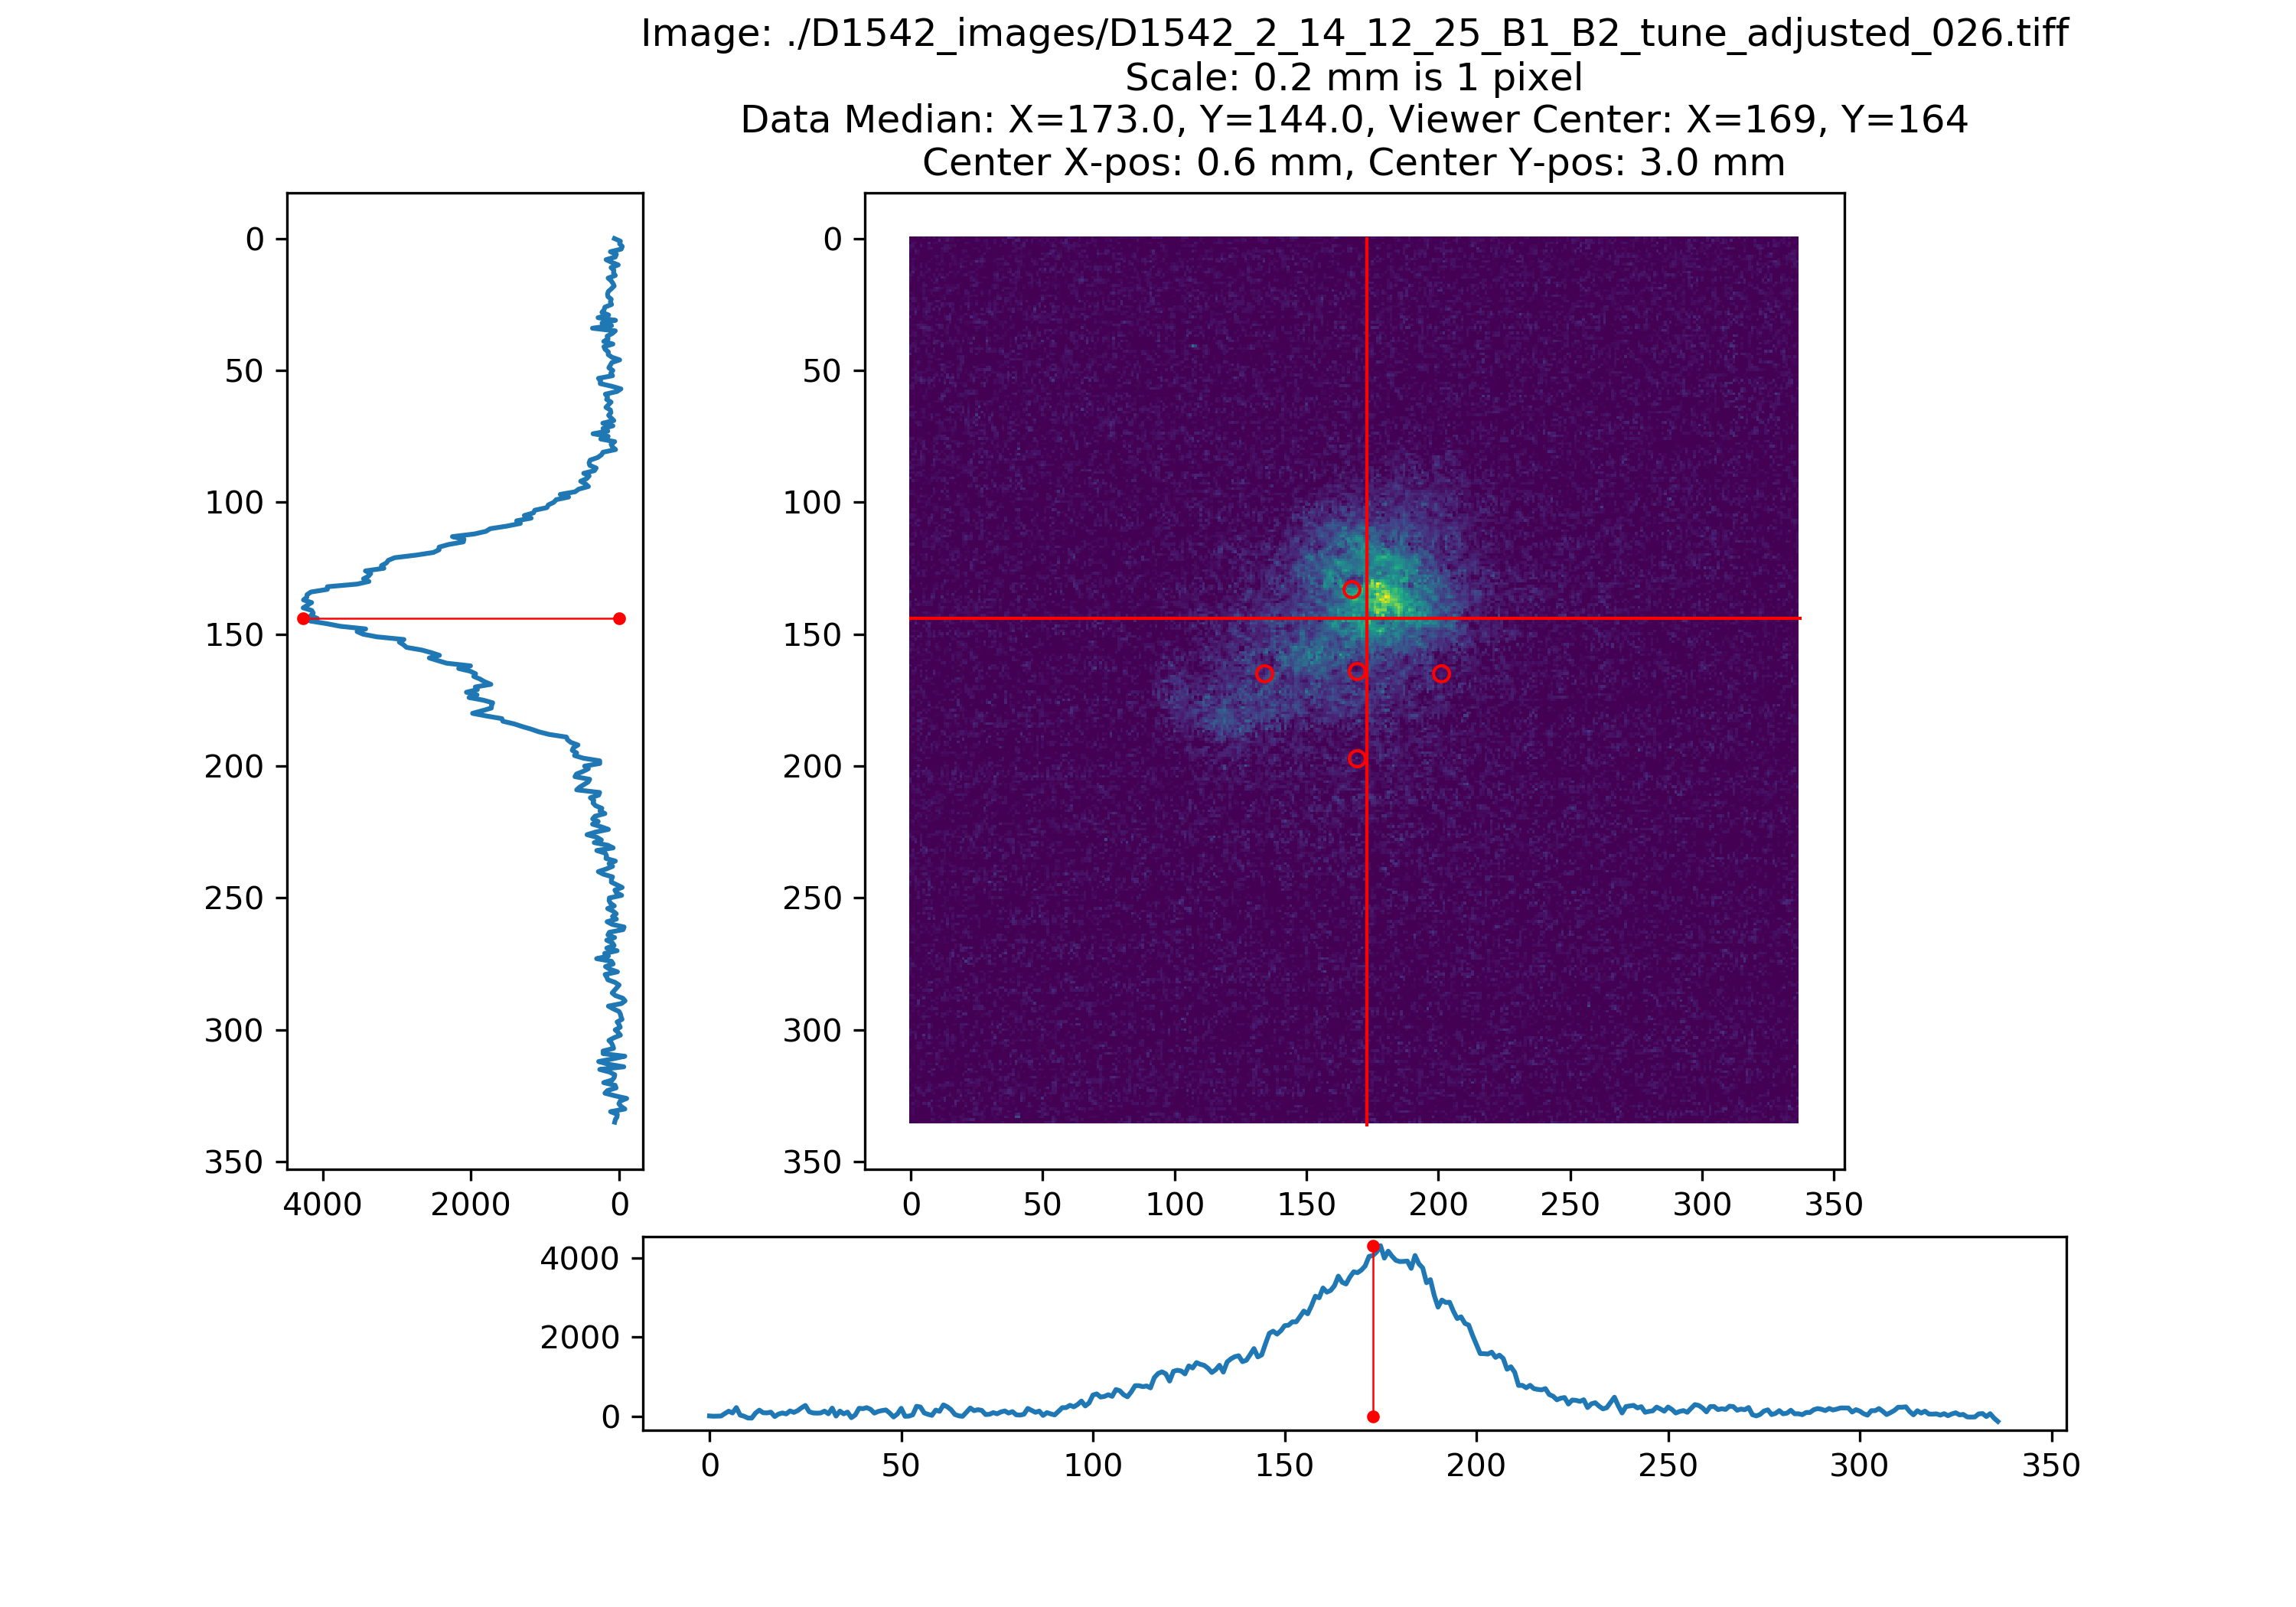 Image: ./D1542_images/D1542_2_14_12_25_B1_B2_tune_adjusted_026.tiff
Scale: 0.2 mm is 1 pixel
Data Median: X=173.0, Y=144.0, Viewer Center: X=169, Y=164
Center X-pos: 0.6 mm, Center Y-pos: 3.0 mm
0
50
100
150
200
250
300
350
4000 2000 0
0
50
100
150
200
250
300
350
0 50 100 150 200 250 300 350
4000
2000
0
0 50 100 150 200 250 300 350